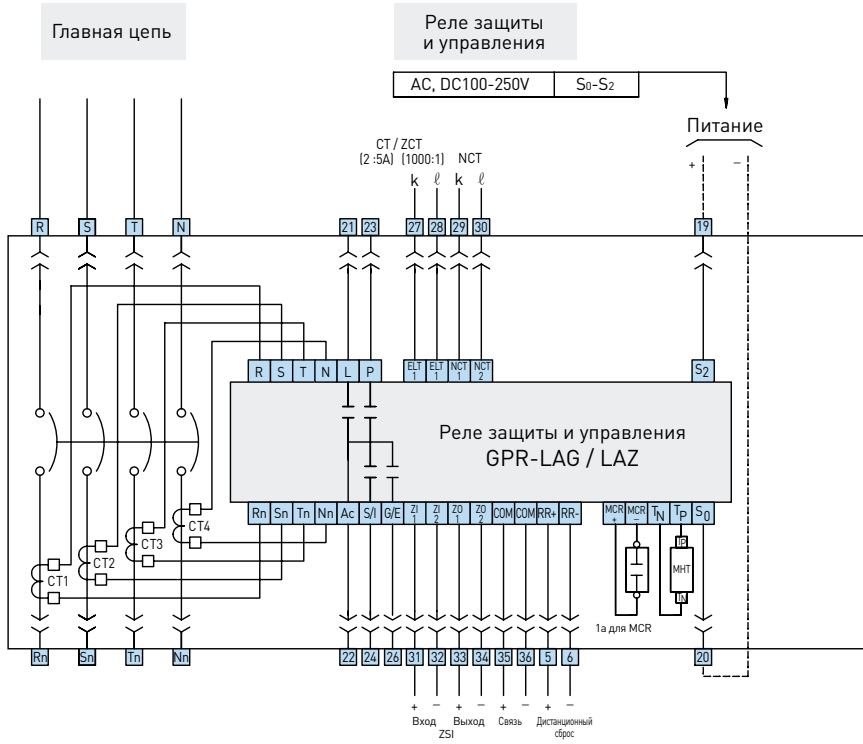 Главная цепь
Реле защиты
и управления
AC, DC100-250V S0-S2
Питание
CT / ZCT
(2 :5A) (1000:1) NCT
k ℓ k ℓ
+ −
R S T N 21 23 27 28 29 30 19
R S T N L P ELT 1 ELT 1 NCT 1 NCT 2 S2
Реле защиты и управления
GPR-LAG / LAZ
Rn Sn Tn Nn Ac S/I G/E ZI 1 ZI 2 ZO 1 ZO 2 COM COM RR+ RR- MCR + MCR − TN TP S0
CT4
CT3
CT2
CT1
TP
MHT
TN
1a для MCR
Rn Sn Tn Nn 22 24 26 31 32 33 34 35 36 5 6 20
+ − + − + − + −
Вход Выход Связь Дистанционный
ZSI сброс